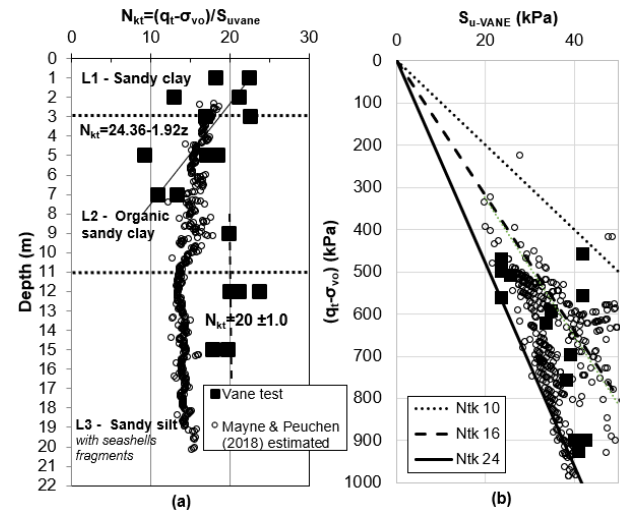 Nkt=(qt-σvo)/Suvane
0 10 20 30
0
1
2
3
4
5
6
7
8
9
10
11
12
13
14
15
16
17
18
19
20
21
22
Depth (m)
L1 - Sandy clay
Nkt=24.36-1.92z
L2 - Organic
sandy clay
Nkt=20 ±1.0
L3 - Sandy silt
with seashells
fragments
Vane test
Mayne & Peuchen
(2018) estimated
(a)
Su-VANE (kPa)
0 20 40
0
100
200
300
400
500
600
700
800
900
1000
(qt-σvo) (kPa)
Ntk 10
Ntk 16
Ntk 24
(b)